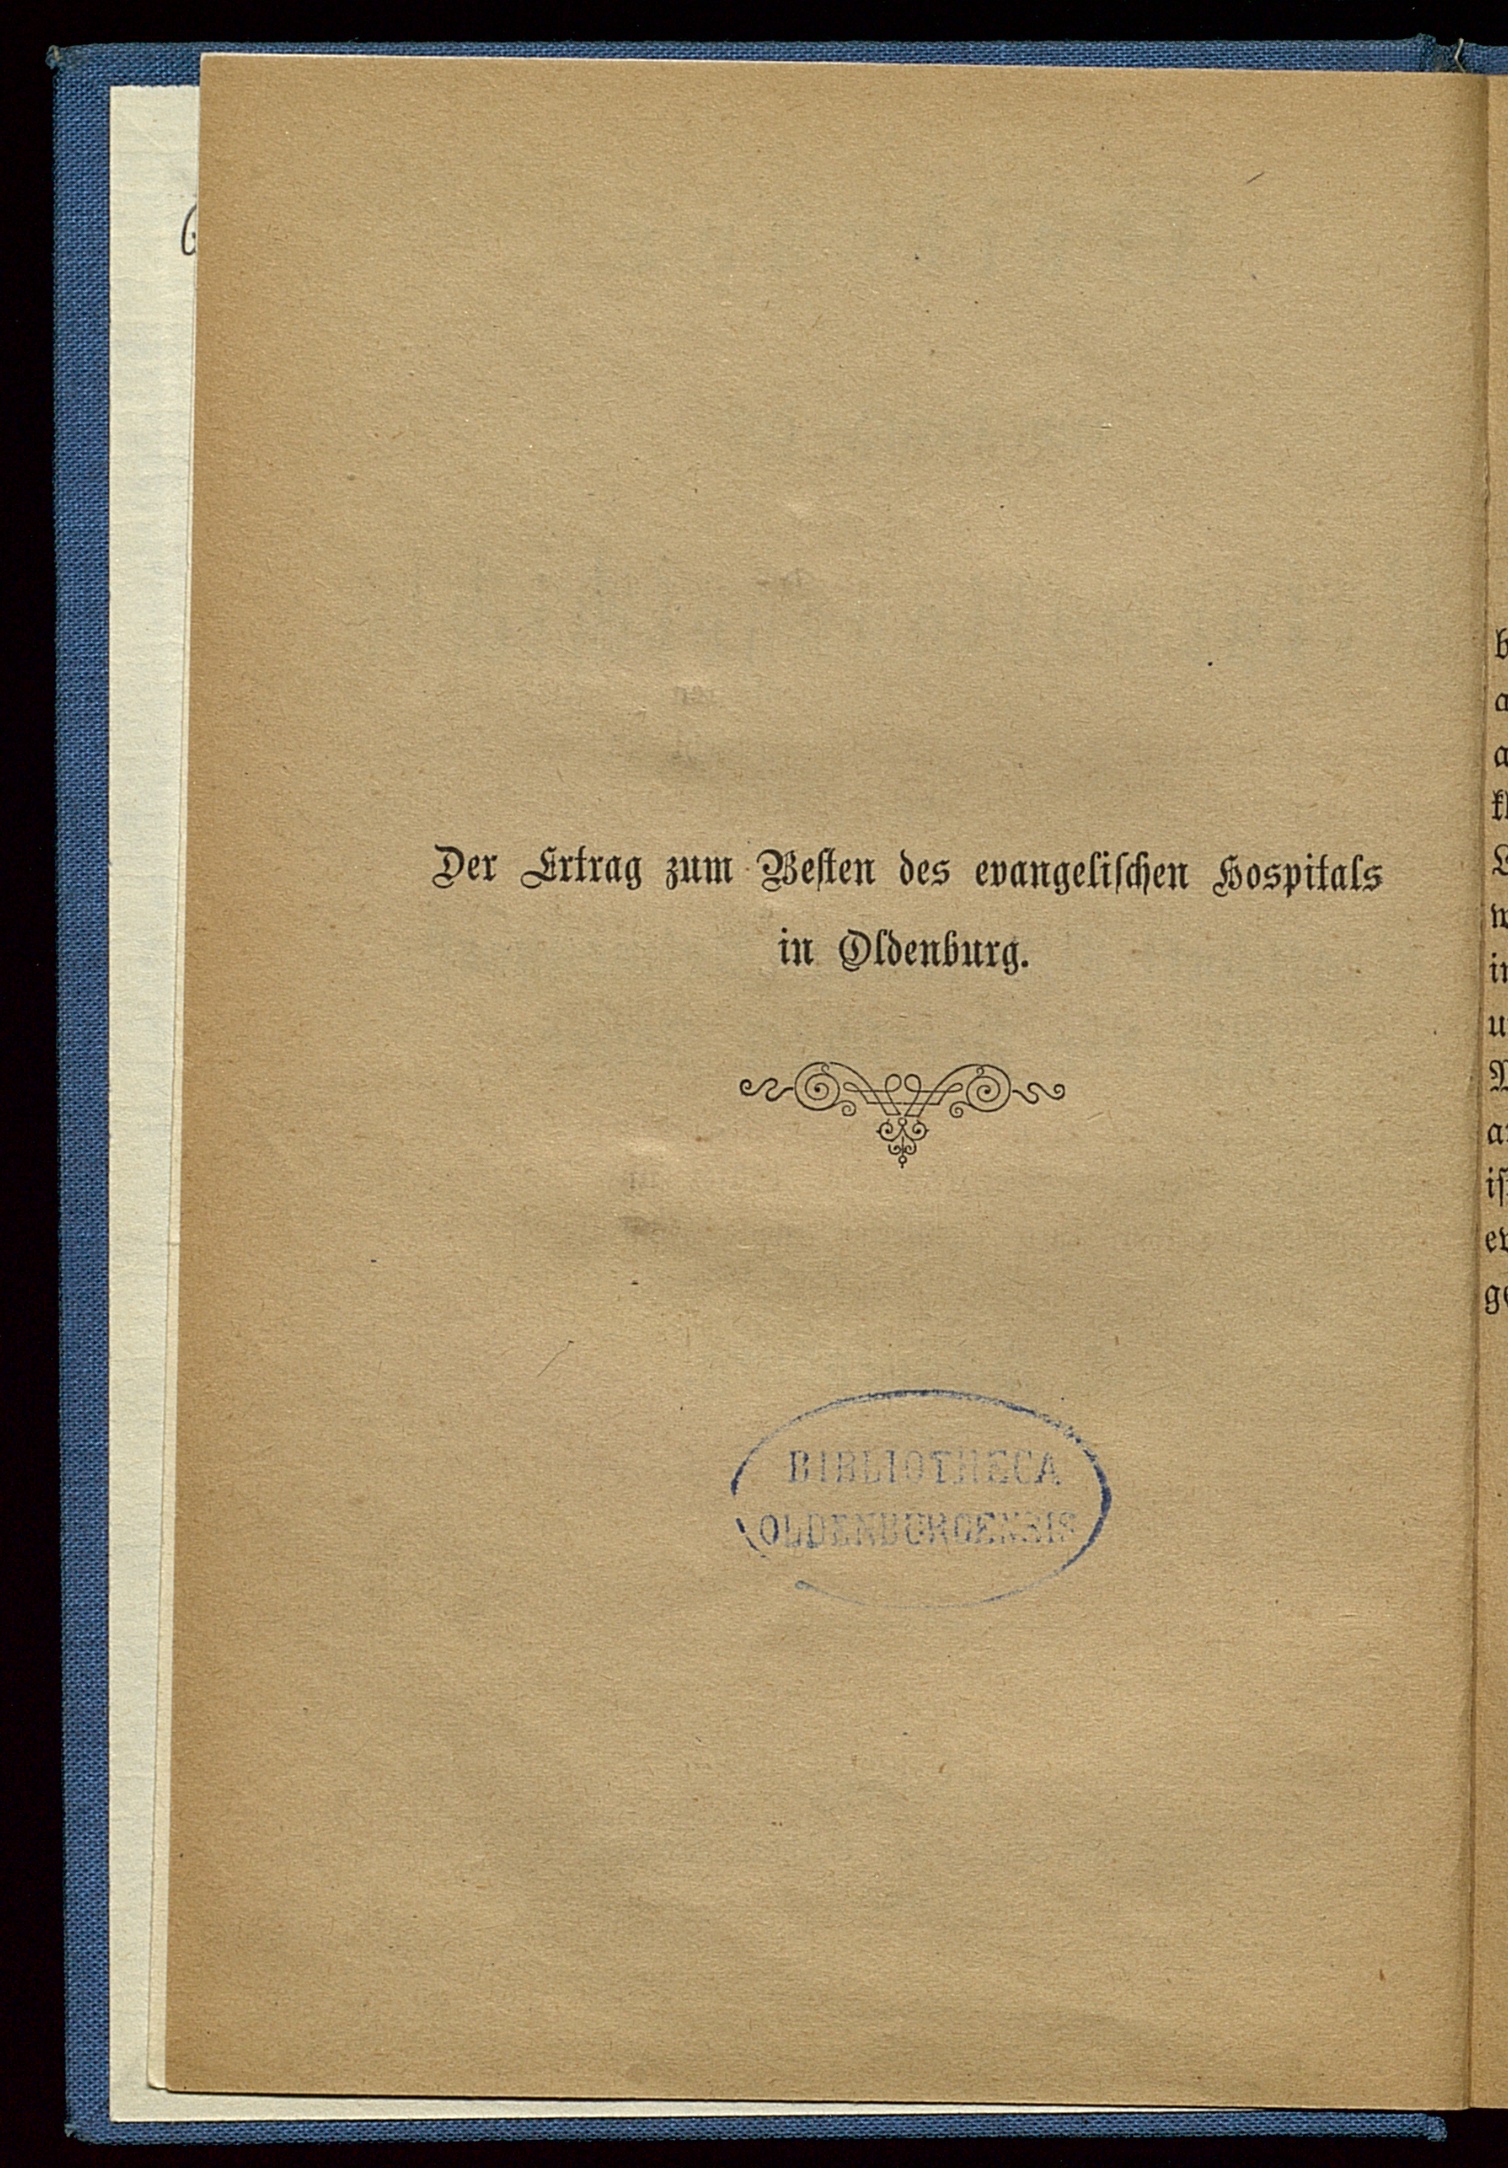 Der Ertrag zum Besten des evangelischen Hospitals
in Oldenburg.
BIBLIOTHECA
OLDENBURGENSIS